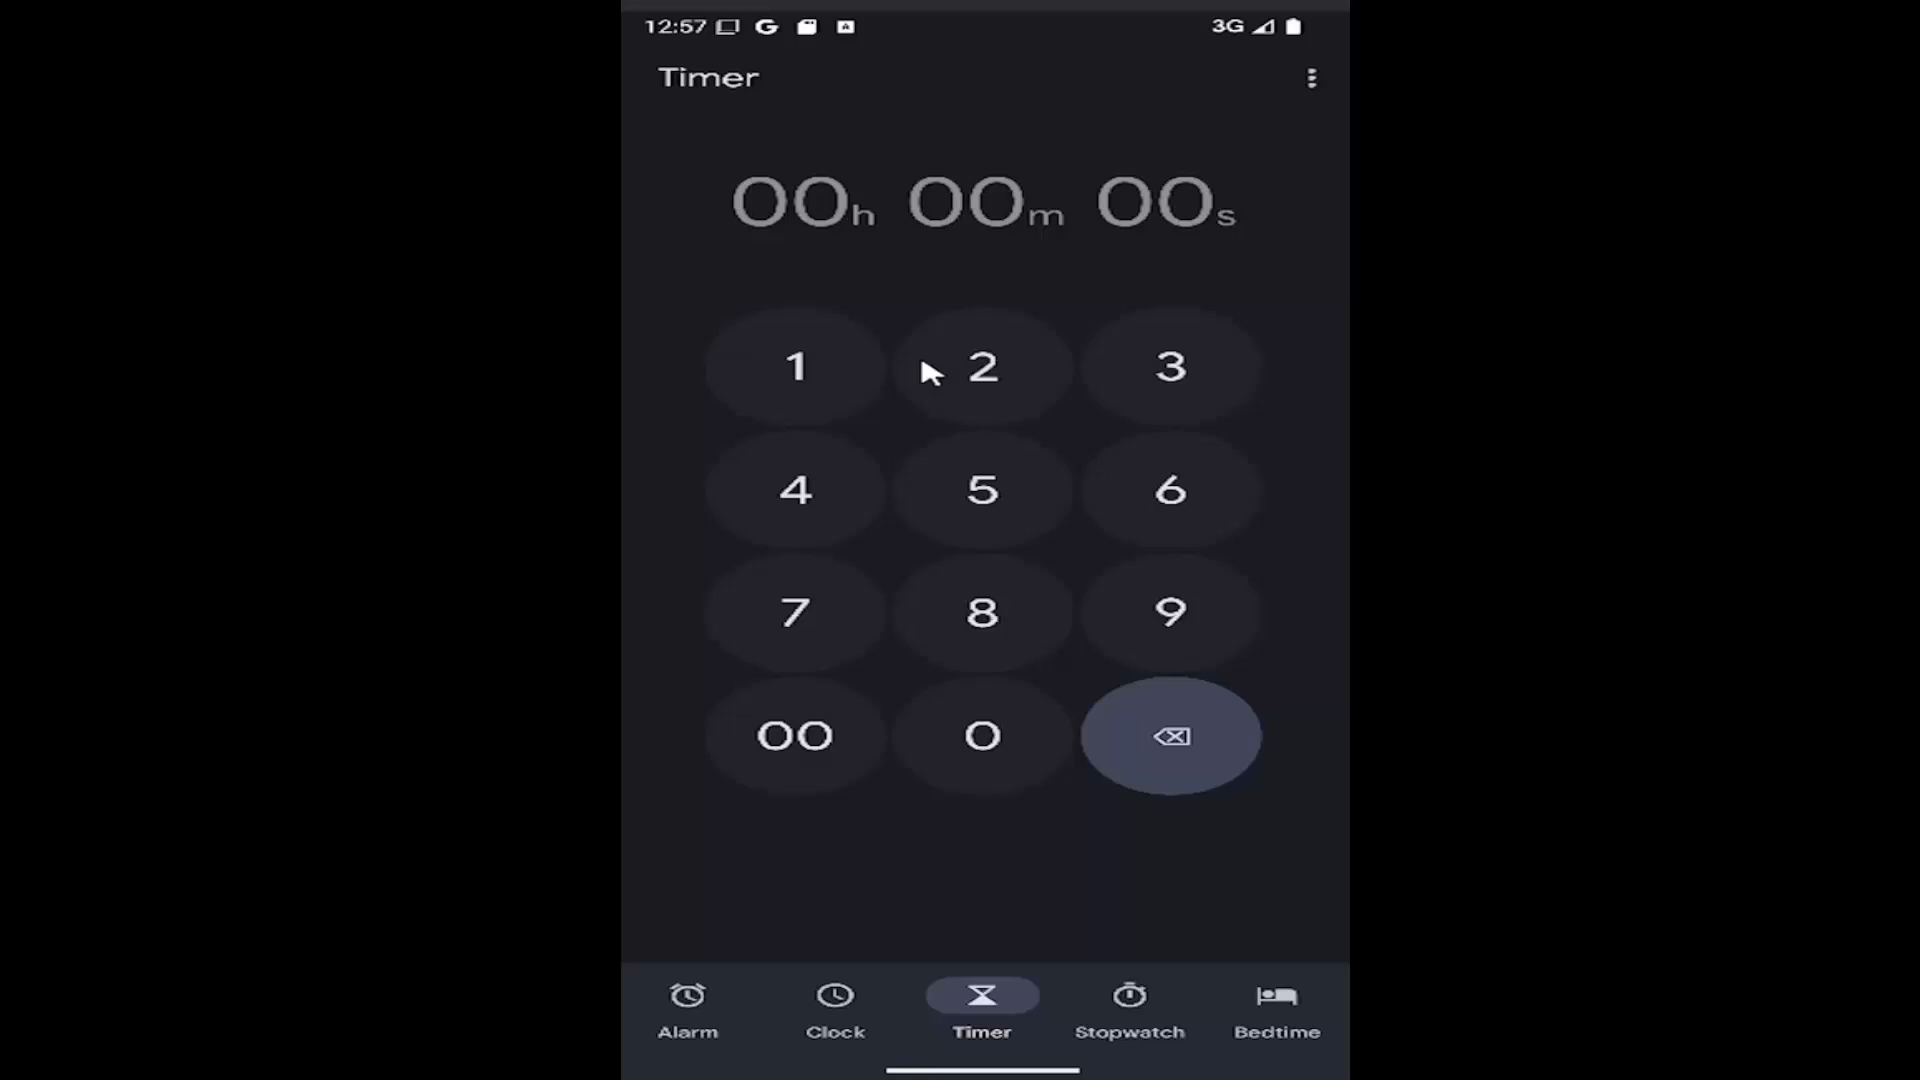 12:57 G A 3G
Timer
00h 00m 00s
1 2 3
4 5 6
7 8 9
00 0
Alarm Clock Timer Stopwatch Bedtime